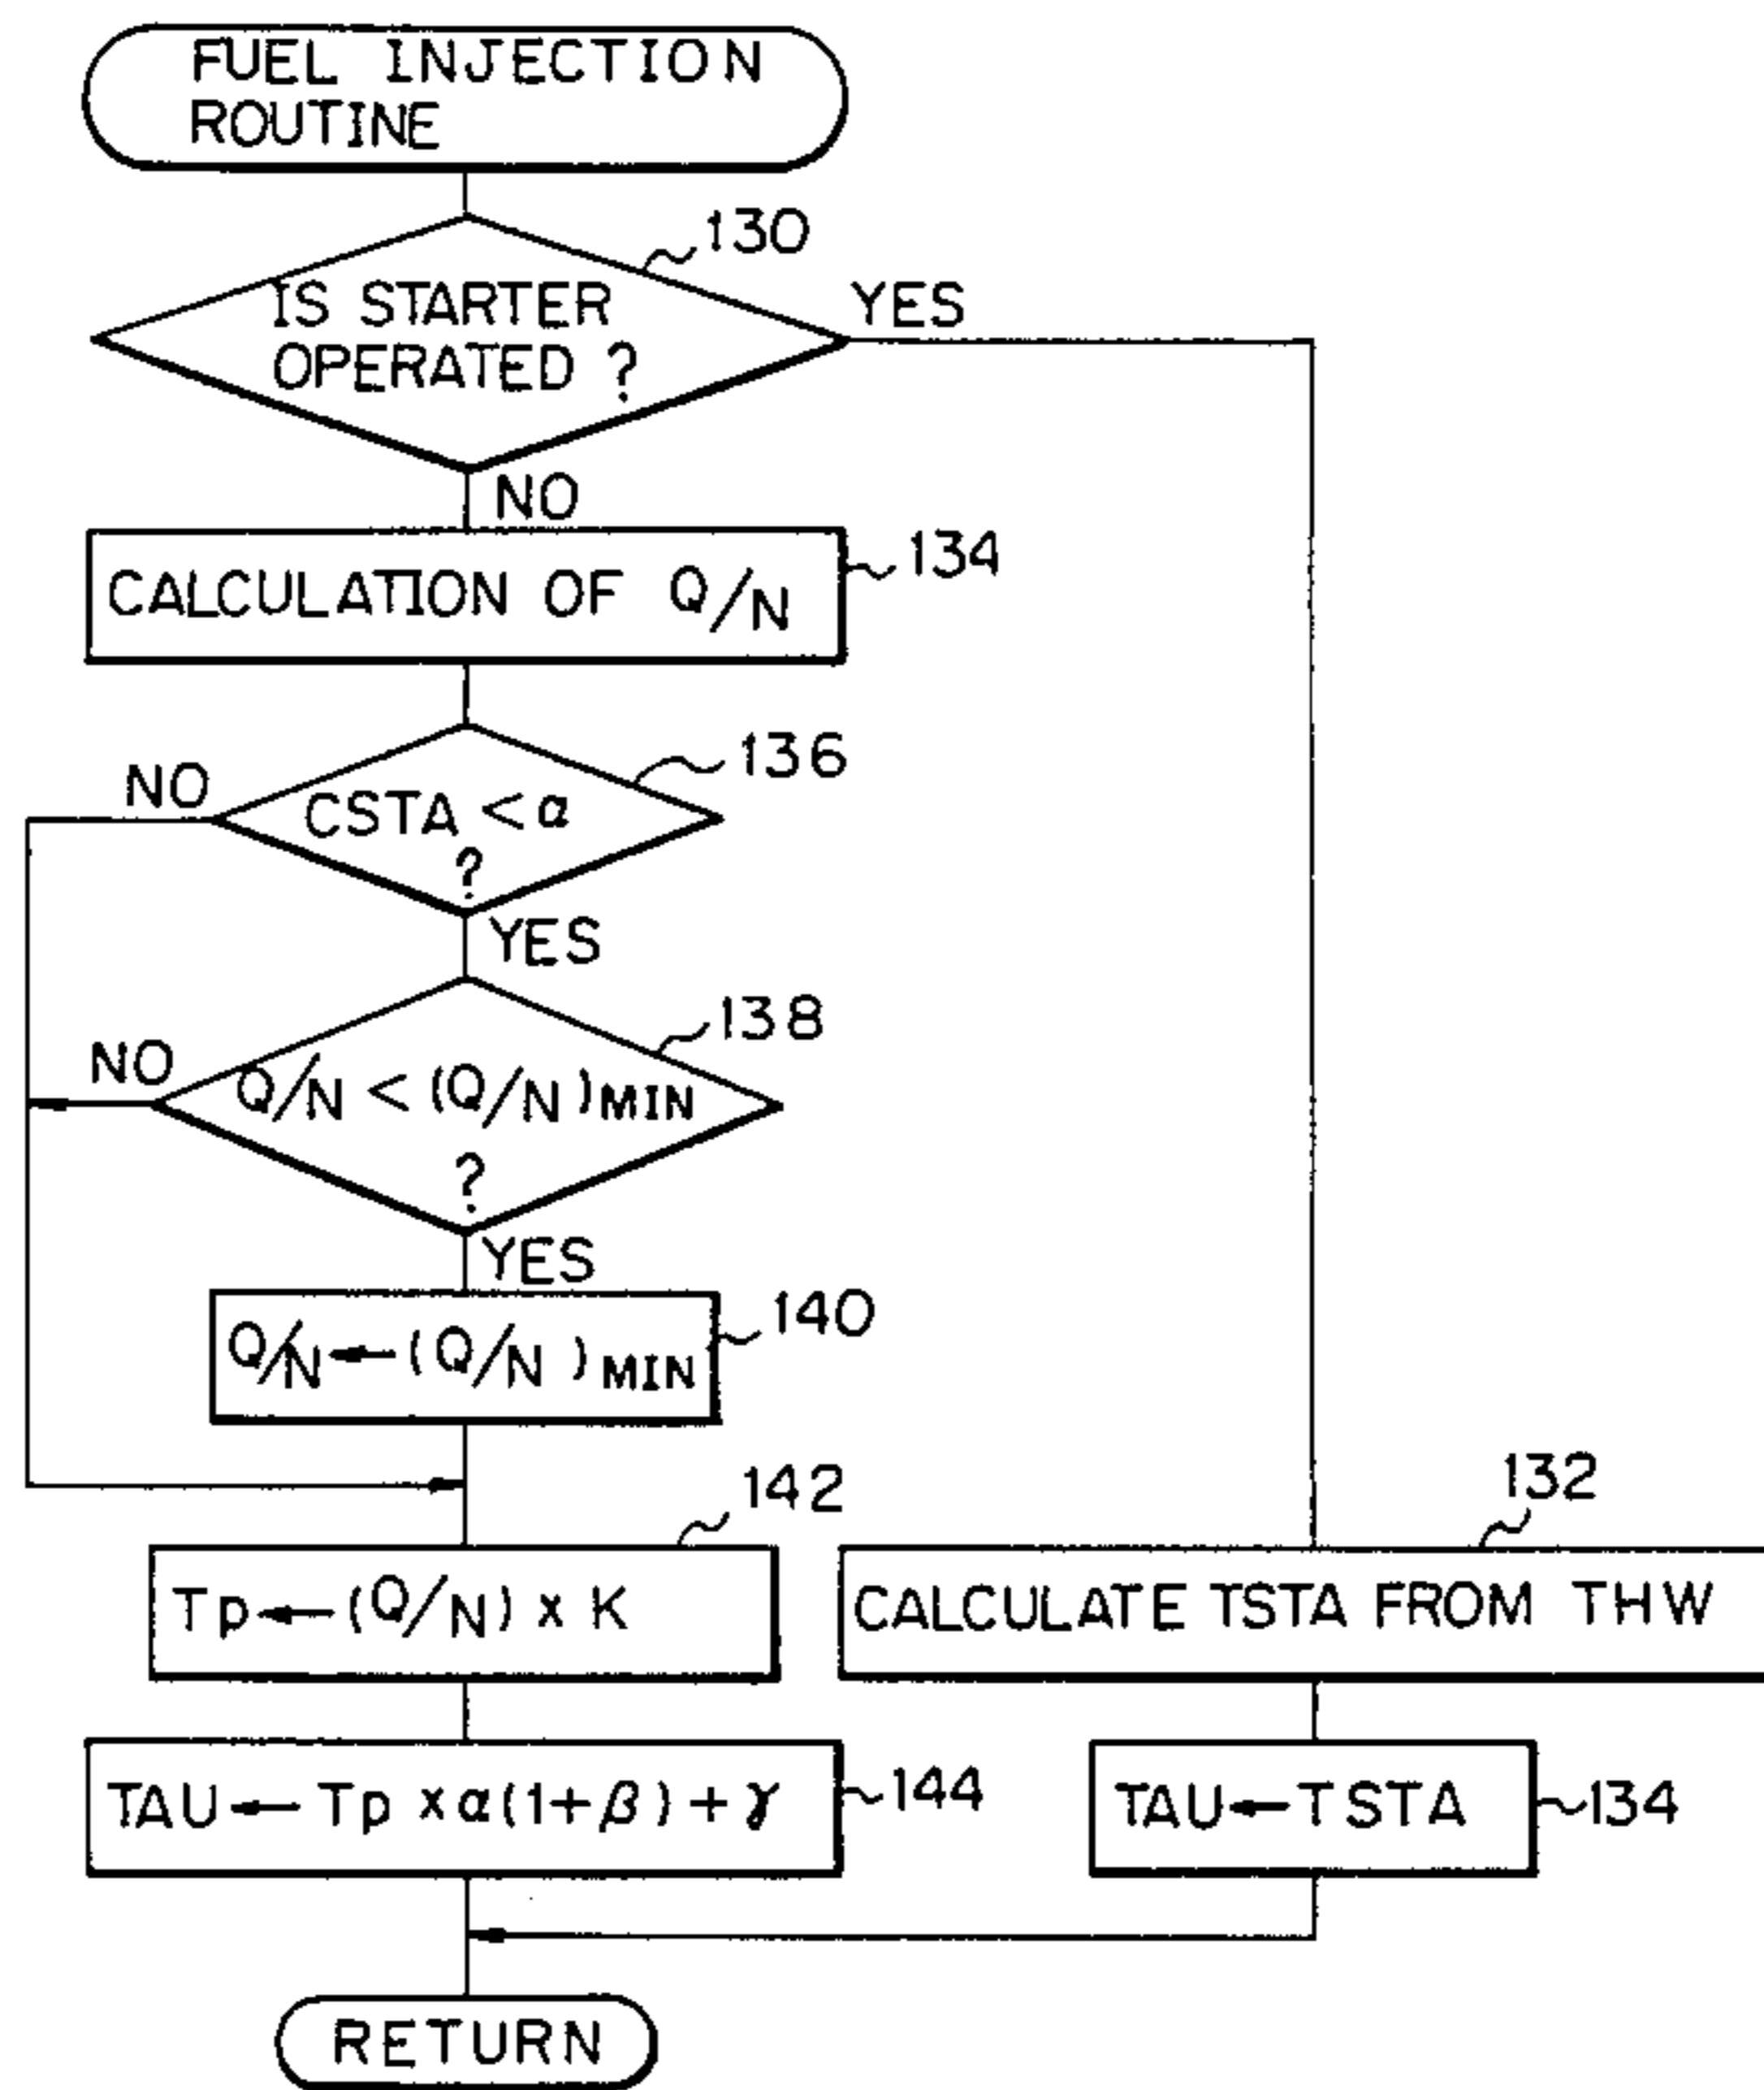 FUEL INJECTION
ROUTINE
130
IS STARTER
OPERATED ?
YES
NO
CALCULATION OF Q/N
134
136
NO
CSTA < α
?
YES
138
NO
Q/N < (Q/N)MIN
?
YES
140
Q/N ← (Q/N)MIN
142
132
Tp ← (Q/N) x K
CALCULATE TSTA FROM THW
TAU ← Tp x α(1+β)+γ
144
TAU ← TSTA
134
RETURN